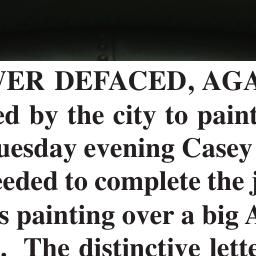 VER DEFACED, AGA
ed by the city to paint
uesday evening Casey
eeded to complete the j
s painting over a big A
. The distinctive lette